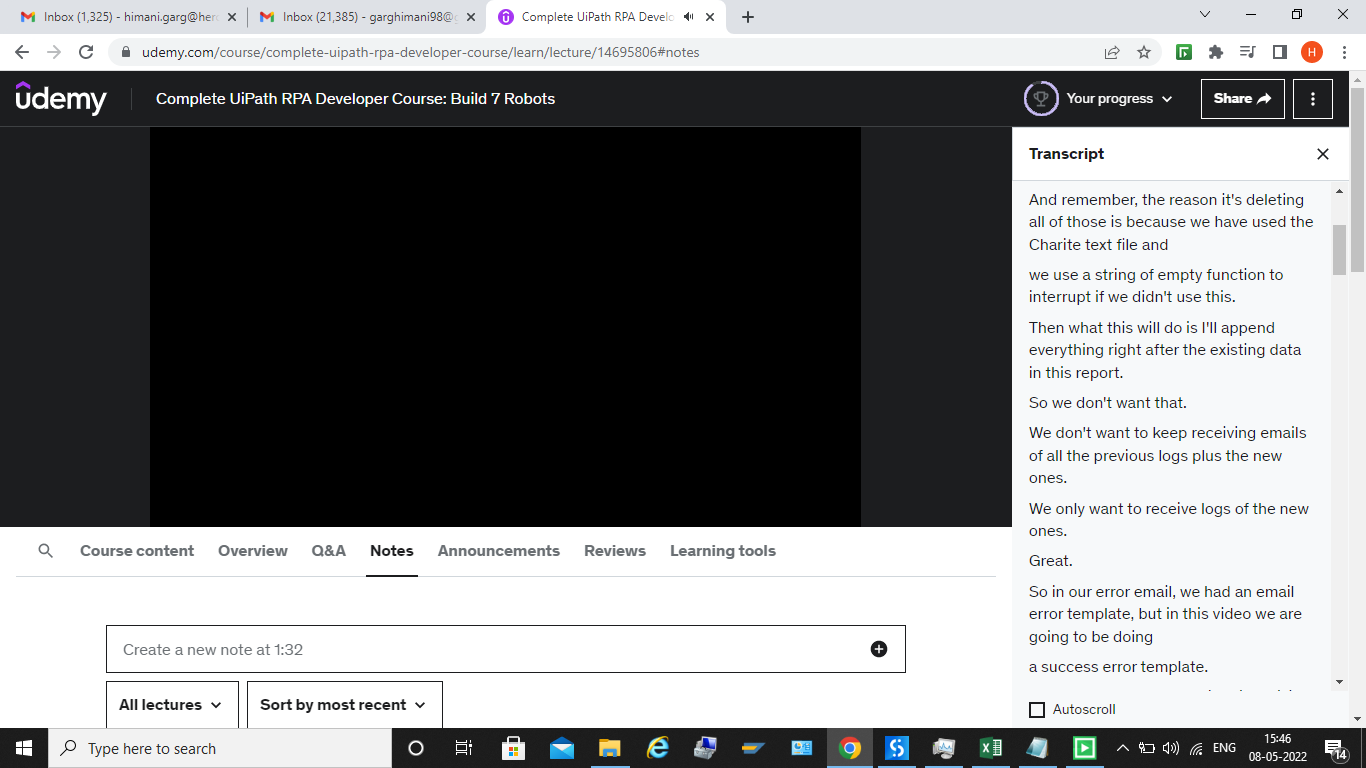 Inbox (1,325) - himani.garg@her
Inbox (21,385) - garghimani98@g
Complete UiPath RPA Develo
udemy.com/course/complete-uipath-rpa-developer-course/learn/lecture/14695806#notes
H
udemy
Complete UiPath RPA Developer Course: Build 7 Robots
Your progress
Share
Transcript
And remember, the reason it's deleting
all of those is because we have used the
Charite text file and
we use a string of empty function to
interrupt if we didn't use this.
Then what this will do is I'll append
everything right after the existing data
in this report.
So we don't want that.
We don't want to keep receiving emails
of all the previous logs plus the new
ones.
We only want to receive logs of the new
ones.
Great.
So in our error email, we had an email
error template, but in this video we are
going to be doing
a success error template.
Autoscroll
Course content
Overview
Q&A
Notes
Announcements
Reviews
Learning tools
Create a new note at 1:32
All lectures
Sort by most recent
Type here to search
ENG
15:46
08-05-2022
14